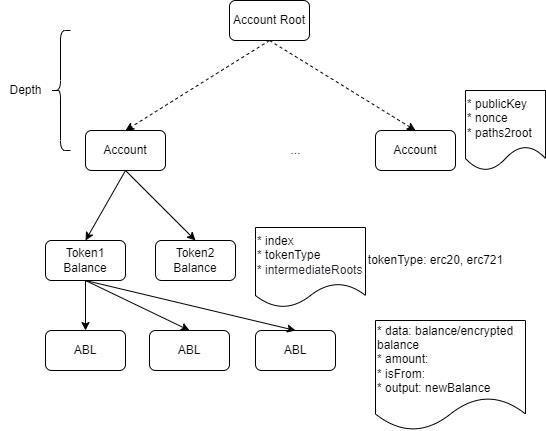 Account Root
Depth
* publicKey
* nonce
* paths2root
Account
...
Account
Token1
Balance
Token2
Balance
* index
* tokenType
* intermediateRoots
tokenType: erc20, erc721
ABL
ABL
ABL
* data: balance/encrypted
balance
* amount:
* isFrom:
* output: newBalance